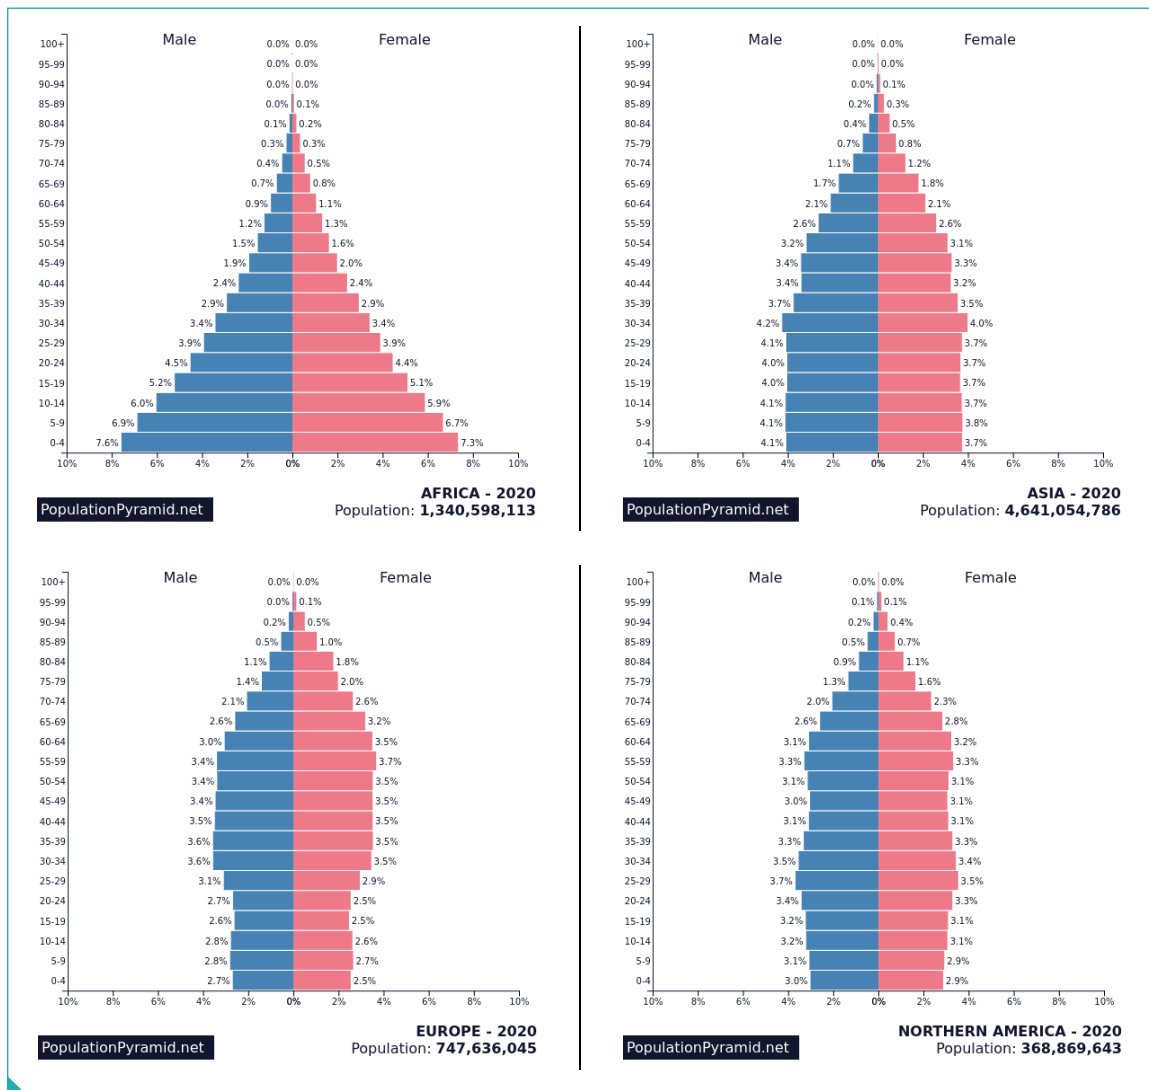 Male Female
100+ 0.0% 0.0%
95-99 0.0% 0.0%
90-94 0.0% 0.0%
85-89 0.0% 0.1%
80-84 0.1% 0.2%
75-79 0.3% 0.3%
70-74 0.4% 0.5%
65-69 0.7% 0.8%
60-64 0.9% 1.1%
55-59 1.2% 1.3%
50-54 1.5% 1.6%
45-49 1.9% 2.0%
40-44 2.4% 2.4%
35-39 2.9% 2.9%
30-34 3.4% 3.4%
25-29 3.9% 3.9%
20-24 4.5% 4.4%
15-19 5.2% 5.1%
10-14 6.0% 5.9%
5-9 6.9% 6.7%
0-4 7.6% 7.3%
10% 8% 6% 4% 2% 0% 2% 4% 6% 8% 10%
AFRICA - 2020
PopulationPyramid.net Population: 1,340,598,113
Male Female
100+ 0.0% 0.0%
95-99 0.0% 0.0%
90-94 0.0% 0.1%
85-89 0.2% 0.3%
80-84 0.4% 0.5%
75-79 0.7% 0.8%
70-74 1.1% 1.2%
65-69 1.7% 1.8%
60-64 2.1% 2.1%
55-59 2.6% 2.6%
50-54 3.2% 3.1%
45-49 3.4% 3.3%
40-44 3.4% 3.2%
35-39 3.7% 3.5%
30-34 4.2% 4.0%
25-29 4.1% 3.7%
20-24 4.0% 3.7%
15-19 4.0% 3.7%
10-14 4.1% 3.7%
5-9 4.1% 3.8%
0-4 4.1% 3.7%
10% 8% 6% 4% 2% 0% 2% 4% 6% 8% 10%
ASIA - 2020
PopulationPyramid.net Population: 4,641,054,786
Male Female
100+ 0.0% 0.0%
95-99 0.0% 0.1%
90-94 0.2% 0.5%
85-89 0.5% 1.0%
80-84 1.1% 1.8%
75-79 1.4% 2.0%
70-74 2.1% 2.6%
65-69 2.6% 3.2%
60-64 3.0% 3.5%
55-59 3.4% 3.7%
50-54 3.4% 3.5%
45-49 3.4% 3.5%
40-44 3.5% 3.5%
35-39 3.6% 3.5%
30-34 3.6% 3.5%
25-29 3.1% 2.9%
20-24 2.7% 2.5%
15-19 2.6% 2.5%
10-14 2.8% 2.6%
5-9 2.8% 2.7%
0-4 2.7% 2.5%
10% 8% 6% 4% 2% 0% 2% 4% 6% 8% 10%
EUROPE - 2020
PopulationPyramid.net Population: 747,636,045
Male Female
100+ 0.0% 0.0%
95-99 0.1% 0.1%
90-94 0.2% 0.4%
85-89 0.5% 0.7%
80-84 0.9% 1.1%
75-79 1.3% 1.6%
70-74 2.0% 2.3%
65-69 2.6% 2.8%
60-64 3.1% 3.2%
55-59 3.3% 3.3%
50-54 3.1% 3.1%
45-49 3.0% 3.1%
40-44 3.1% 3.1%
35-39 3.3% 3.3%
30-34 3.5% 3.4%
25-29 3.7% 3.5%
20-24 3.4% 3.3%
15-19 3.2% 3.1%
10-14 3.2% 3.1%
5-9 3.1% 2.9%
0-4 3.0% 2.9%
10% 8% 6% 4% 2% 0% 2% 4% 6% 8% 10%
NORTHERN AMERICA - 2020
PopulationPyramid.net Population: 368,869,643